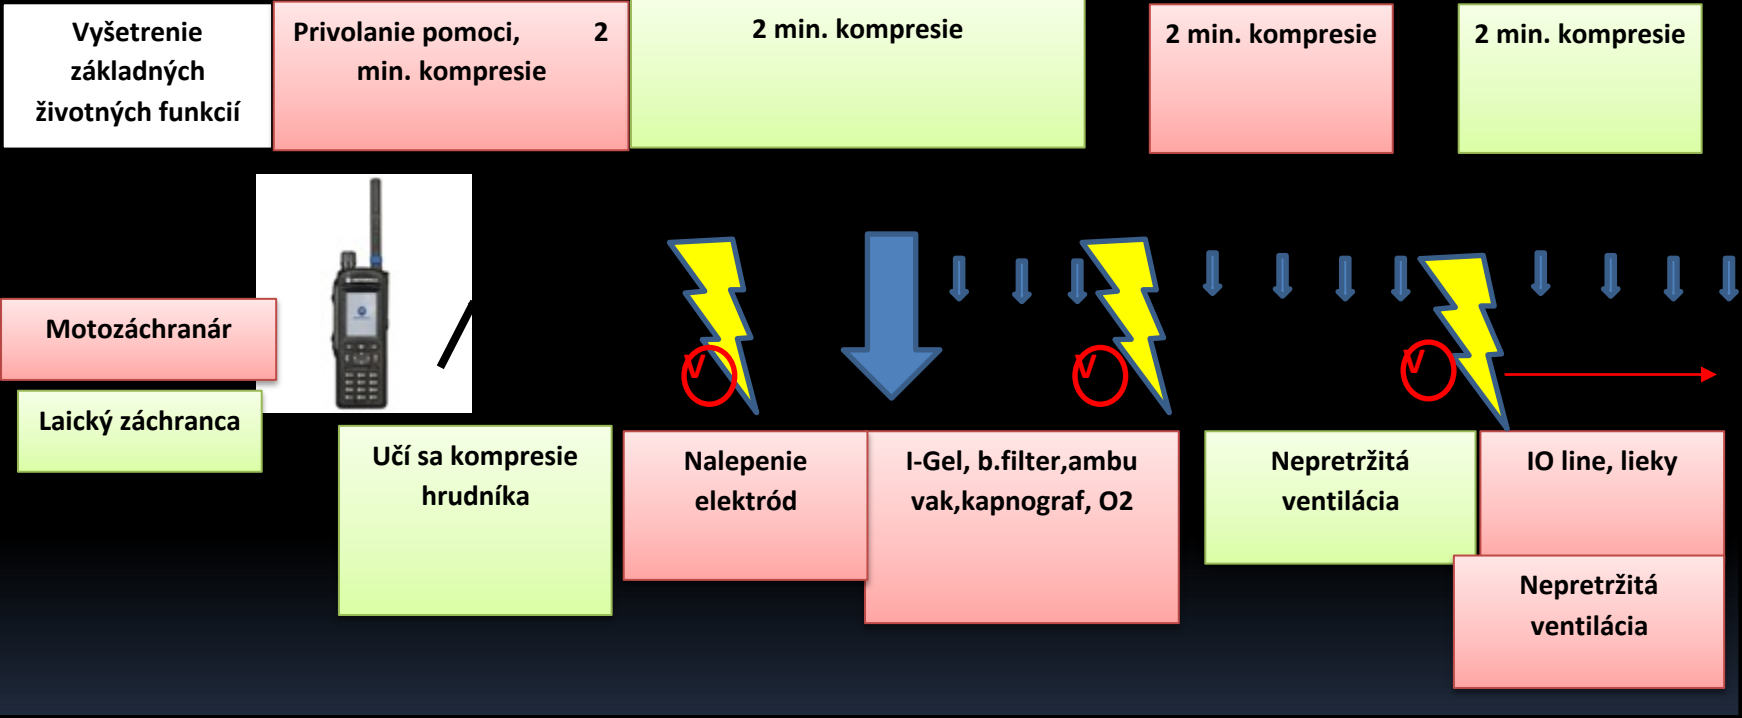 Vyšetrenie
základných
životných funkcií
Privolanie pomoci, 2
min. kompresie
2 min. kompresie
2 min. kompresie
2 min. kompresie
Motozáchranár
Laický záchranca
V
V
V
Učí sa kompresie
hrudníka
Nalepenie
elektród
I-Gel, b.filter,ambu
vak,kapnograf, O2
Nepretržitá
ventilácia
IO line, lieky
Nepretržitá
ventilácia